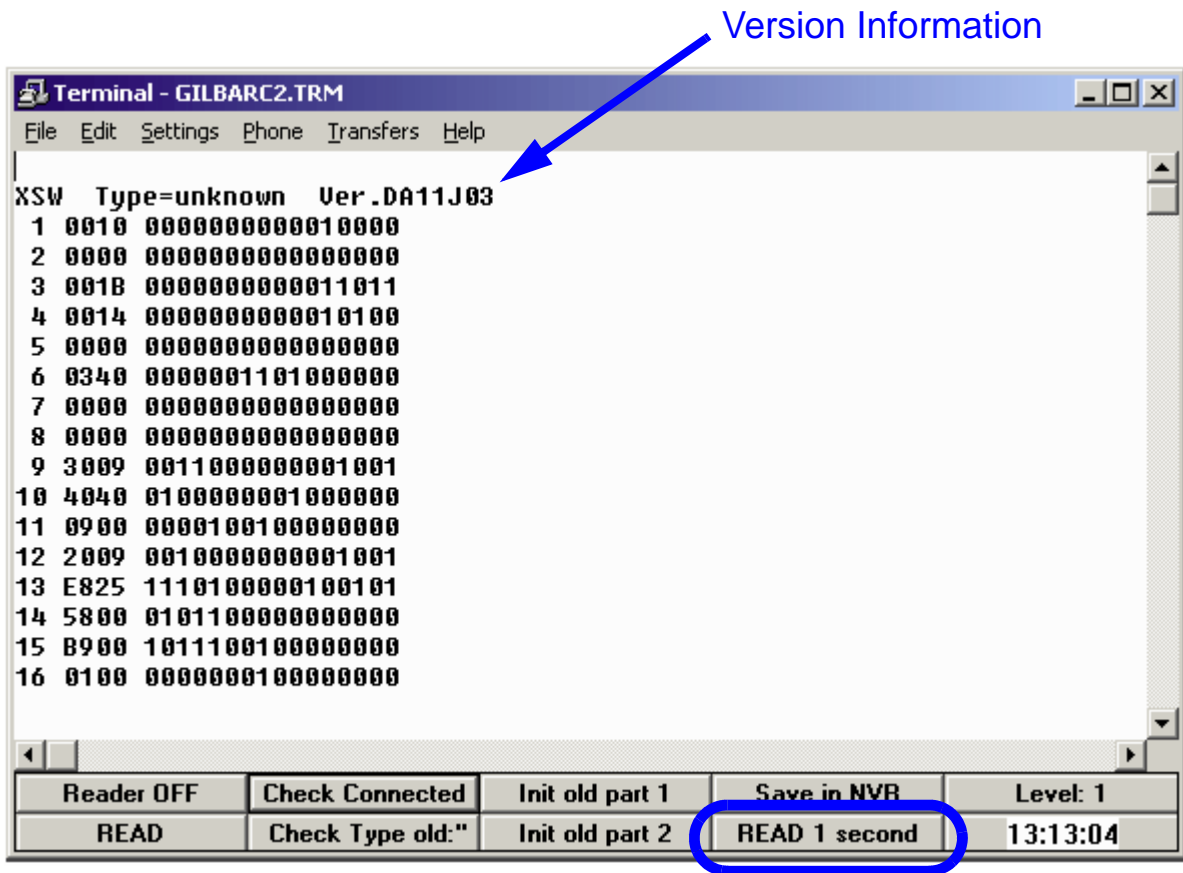 Version Information
Terminal - GILBARC2.TRM
File Edit Settings Phone Transfers Help
XSW Type=unknown Ver.DA11J03
1 0010 0000000000010000
2 0000 0000000000000000
3 001B 0000000000011011
4 0014 0000000000010100
5 0000 0000000000000000
6 0340 0000001101000000
7 0000 0000000000000000
8 0000 0000000000000000
9 3009 0011000000001001
10 4040 0100000001000000
11 0900 0000100100000000
12 2009 0010000000001001
13 E825 1110100000100101
14 5800 0101100000000000
15 B900 1011100100000000
16 0100 0000000100000000
Reader OFF Check Connected Init old part 1 Save in NVR Level: 1
READ Check Type old:" Init old part 2 READ 1 second 13:13:04